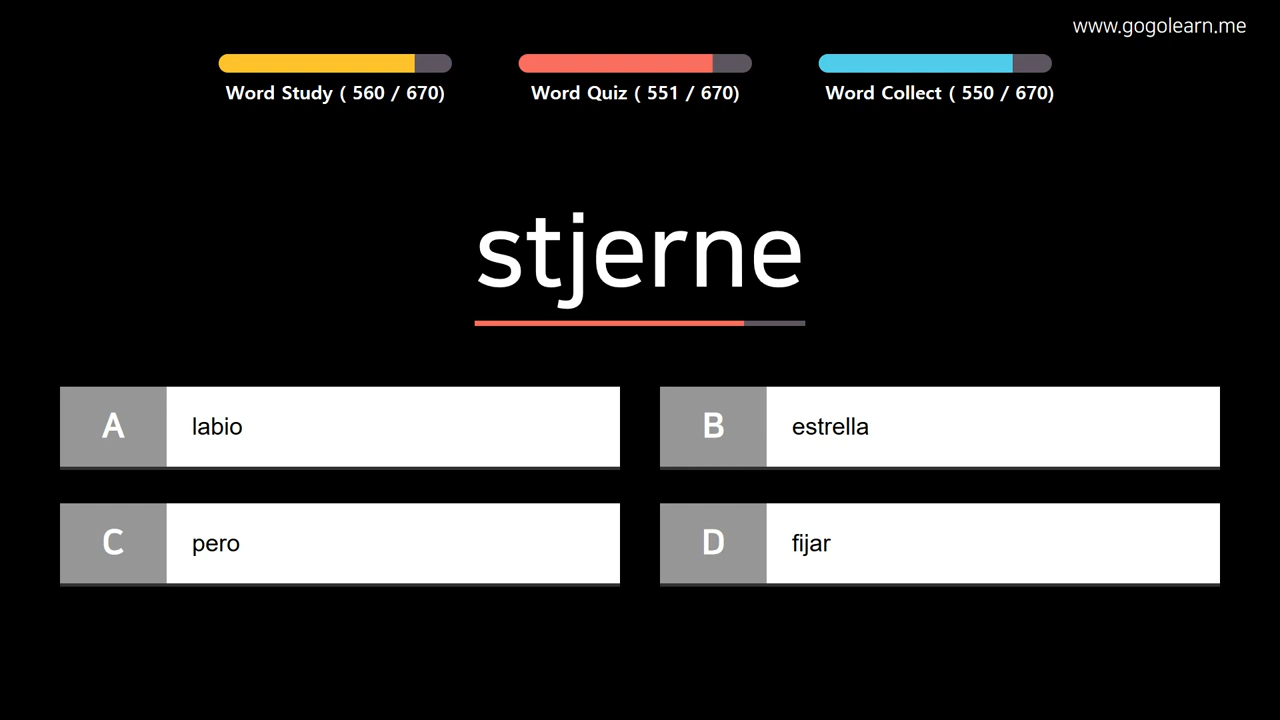 www.gogolearn.me
Word Study ( 560 / 670)
Word Quiz ( 551 / 670)
Word Collect ( 550 / 670)
stjerne
A labio
B estrella
C pero
D fijar